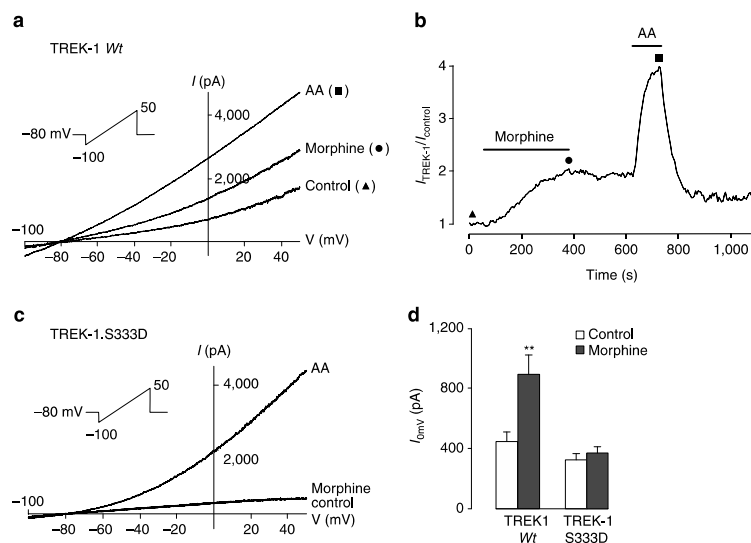 a
TREK-1 Wt
I (pA)
50
−80 mV
−100
4,000
2,000
AA (■)
Morphine (●)
Control (▲)
−100
V (mV)
−80 −60 −40 −20 20 40
b
AA
Morphine
I TREK-1/I control
4
3
2
1
0 200 400 600 800 1,000
Time (s)
c
TREK-1.S333D
I (pA)
50
−80 mV
−100
4,000
2,000
AA
Morphine
control
−100
V (mV)
−80 −60 −40 −20 20 40
d
1,200
800
400
0
I0mV (pA)
Control
Morphine
**
TREK1 TREK-1
Wt S333D